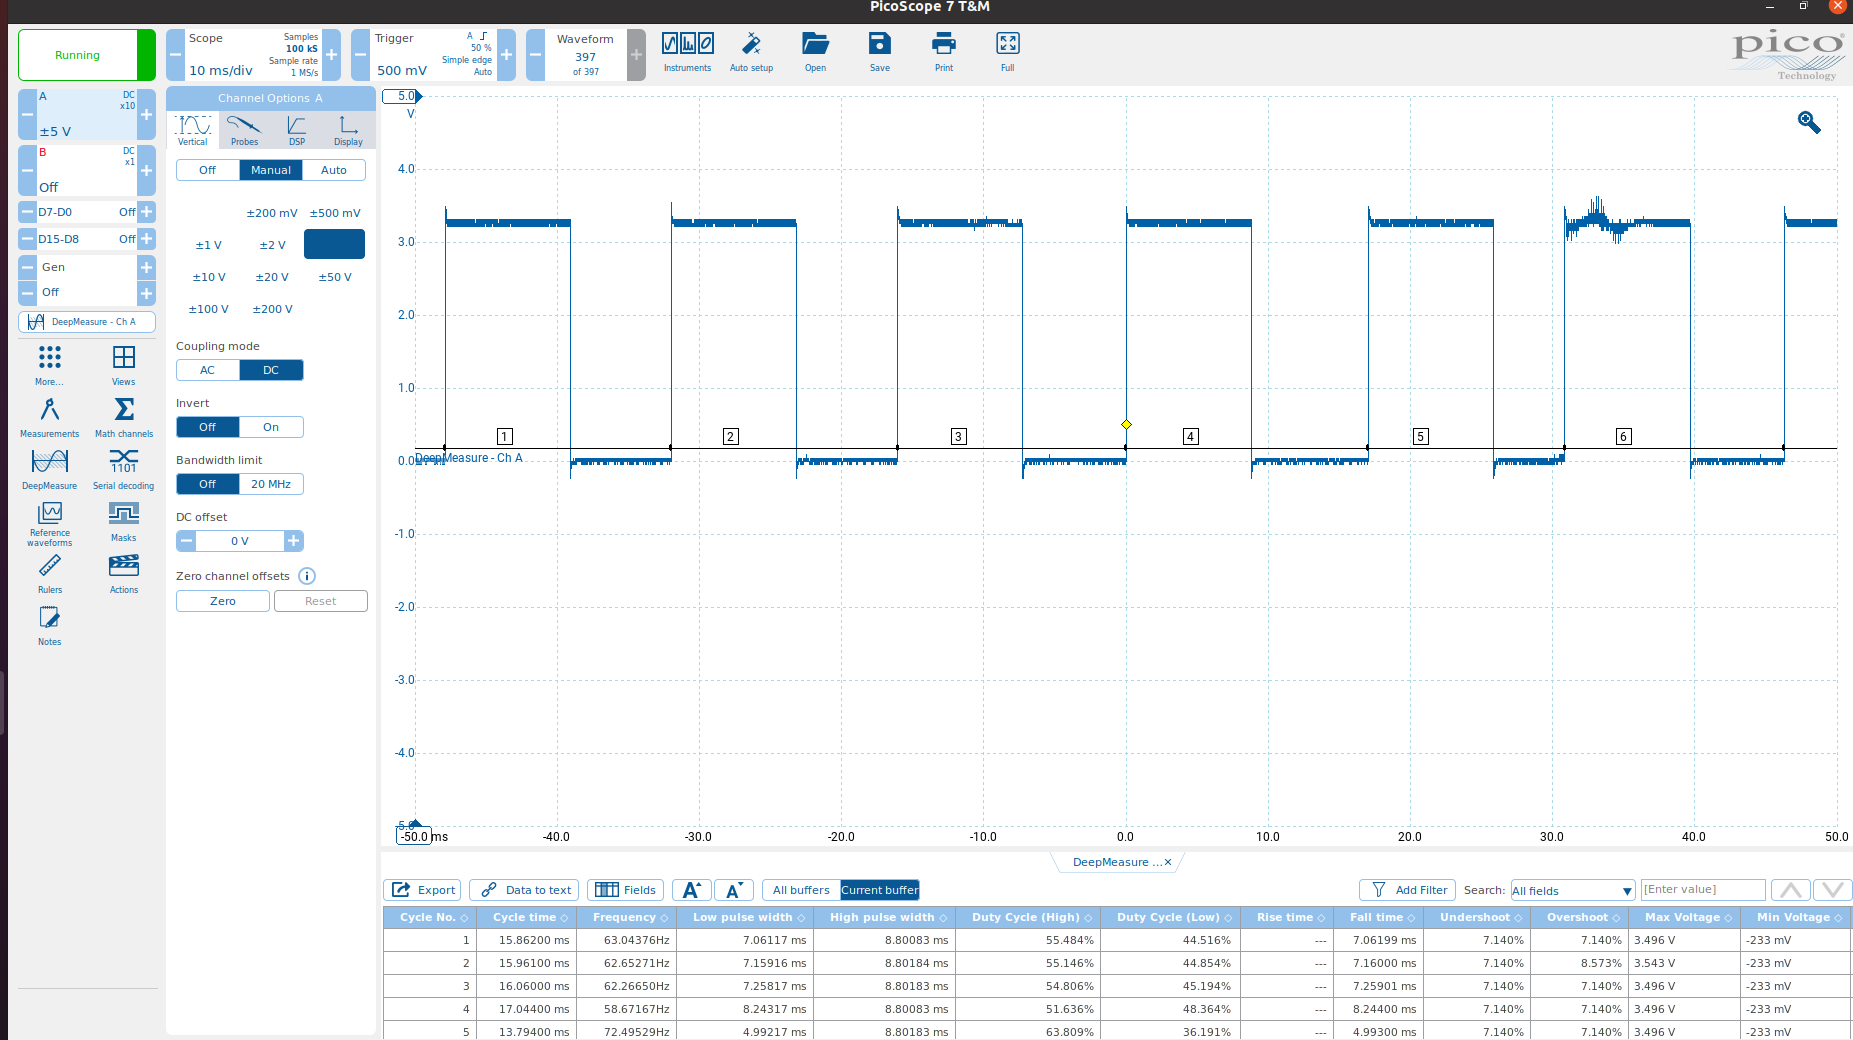 PicoScope 7 T&M
Running
Scope
10 ms/div
Samples
100 kS
Sample rate
1 MS/s
Trigger
500 mV
A
50 %
Simple edge
Auto
Waveform
397
of 397
Instruments
Auto setup
Open
Save
Print
Full
pico
Technology
A
DC
x10
±5 V
B
DC
x1
Off
D7-D0 Off
D15-D8 Off
Gen
Off
DeepMeasure - Ch A
More...
Views
Measurements
Math channels
DeepMeasure
1101
Serial decoding
Reference
waveforms
Masks
Rulers
Actions
Notes
Channel Options A
Vertical
Probes
DSP
Display
Off Manual Auto
±200 mV ±500 mV
±1 V ±2 V
±10 V ±20 V ±50 V
±100 V ±200 V
Coupling mode
AC DC
Invert
Off On
Bandwidth limit
Off 20 MHz
DC offset
0 V
Zero channel offsets i
Zero Reset
5.0
V
4.0
3.0
2.0
1.0
0.0
-1.0
-2.0
-3.0
-4.0
-5.0
1 2 3 4 5 6
DeepMeasure - Ch A
-50.0 ms -40.0 -30.0 -20.0 -10.0 0.0 10.0 20.0 30.0 40.0 50.0
DeepMeasure ...×
Export Data to text Fields A A All buffers Current buffer Add Filter Search: All fields [Enter value]
Cycle No. Cycle time Frequency Low pulse width High pulse width Duty Cycle (High) Duty Cycle (Low) Rise time Fall time Undershoot Overshoot Max Voltage Min Voltage
1 15.86200 ms 63.04376Hz 7.06117 ms 8.80083 ms 55.484% 44.516% --- 7.06199 ms 7.140% 7.140% 3.496 V -233 mV
2 15.96100 ms 62.65271Hz 7.15916 ms 8.80184 ms 55.146% 44.854% --- 7.16000 ms 7.140% 8.573% 3.543 V -233 mV
3 16.06000 ms 62.26650Hz 7.25817 ms 8.80183 ms 54.806% 45.194% --- 7.25901 ms 7.140% 7.140% 3.496 V -233 mV
4 17.04400 ms 58.67167Hz 8.24317 ms 8.80083 ms 51.636% 48.364% --- 8.24400 ms 7.140% 7.140% 3.496 V -233 mV
5 13.79400 ms 72.49529Hz 4.99217 ms 8.80183 ms 63.809% 36.191% --- 4.99300 ms 7.140% 7.140% 3.496 V -233 mV